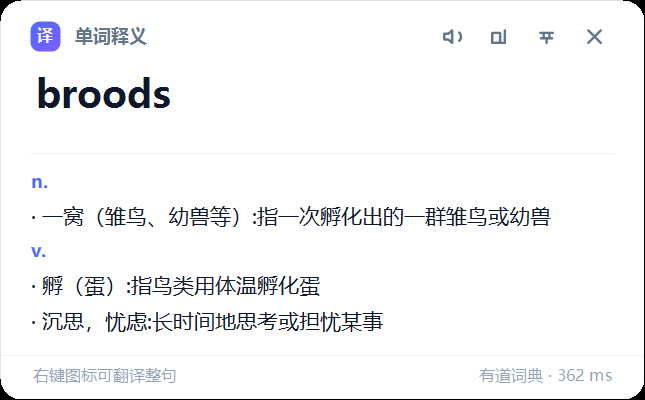 译 单词释义
broods
n.
· 一窝（雏鸟、幼兽等）:指一次孵化出的一群雏鸟或幼兽
v.
· 孵（蛋）:指鸟类用体温孵化蛋
· 沉思，忧虑:长时间地思考或担忧某事
右键图标可翻译整句 有道词典 · 362 ms